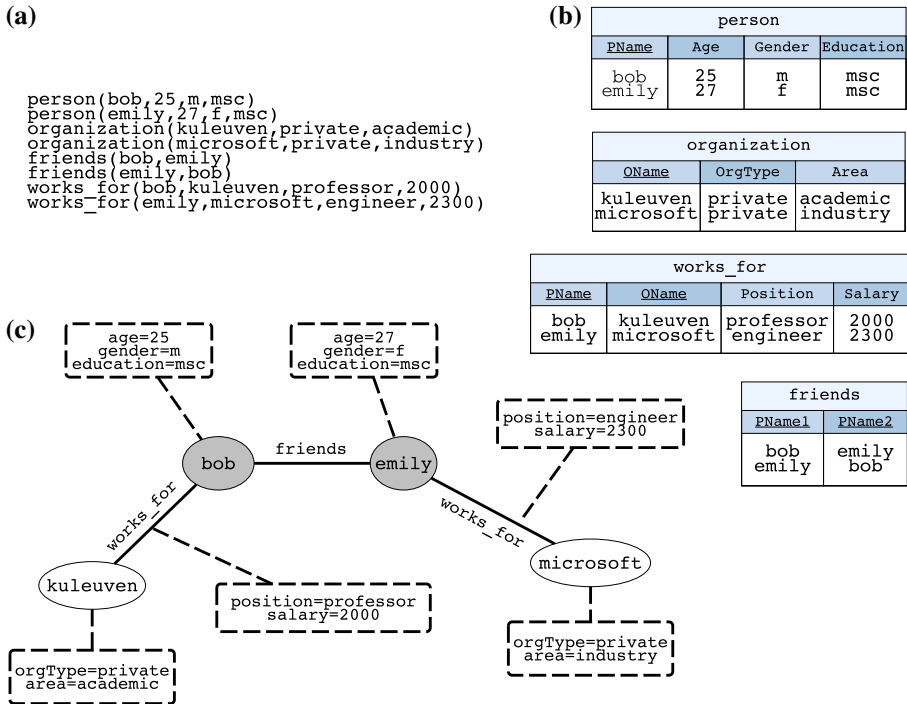 (a)
person(bob,25,m,msc)
person(emily,27,f,msc)
organization(kuleuven,private,academic)
organization(microsoft,private,industry)
friends(bob,emily)
friends(emily,bob)
works_for(bob,kuleuven,professor,2000)
works_for(emily,microsoft,engineer,2300)
(b)
person
PName Age Gender Education
bob 25 m msc
emily 27 f msc
organization
OName OrgType Area
kuleuven private academic
microsoft private industry
works_for
PName OName Position Salary
bob kuleuven professor 2000
emily microsoft engineer 2300
friends
PName1 PName2
bob emily
emily bob
(c)
age=25
gender=m
education=msc
age=27
gender=f
education=msc
position=engineer
salary=2300
bob
friends
emily
works_for
works_for
kuleuven
microsoft
position=professor
salary=2000
orgType=private
area=academic
orgType=private
area=industry